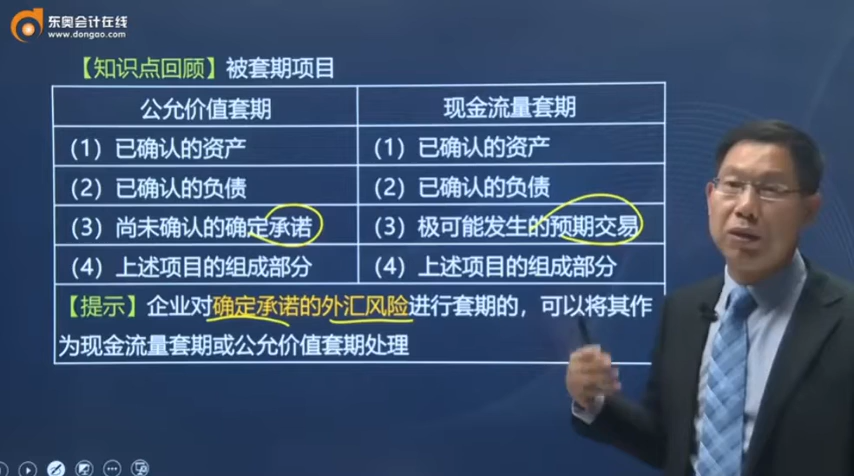 东奥会计在线
www.dongao.com
【知识点回顾】被套期项目
公允价值套期
现金流量套期
（1）已确认的资产
（1）已确认的资产
（2）已确认的负债
（2）已确认的负债
（3）尚未确认的确定承诺
（3）极可能发生的预期交易
（4）上述项目的组成部分
（4）上述项目的组成部分
【提示】企业对确定承诺的外汇风险进行套期的，可以将其作
为现金流量套期或公允价值套期处理